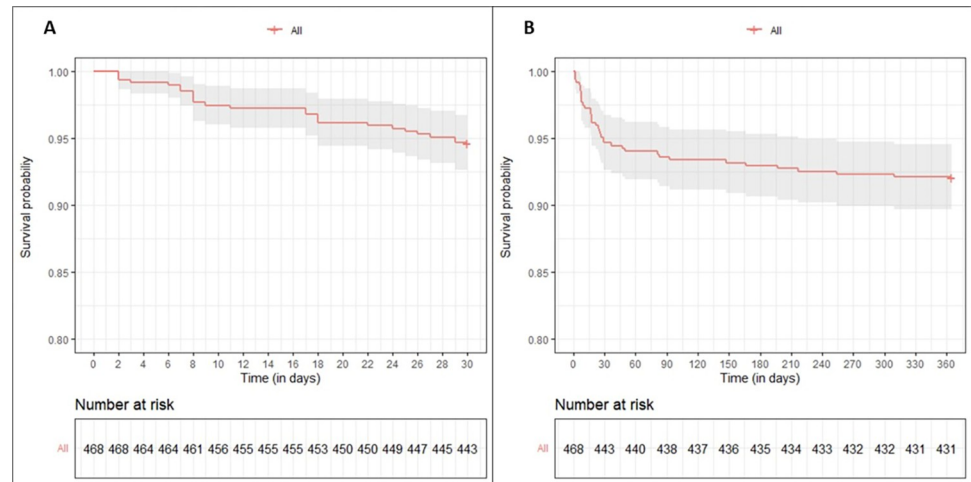 A
All
1.00
0.95
0.90
0.85
0.80
Survival probabiliy
0 2 4 6 8 10 12 14 16 18 20 22 24 26 28 30
Time (in days)
Number at risk
All 468 468 464 464 461 456 455 455 455 453 450 450 449 447 445 443
B
All
1.00
0.95
0.90
0.85
0.80
Survival probabiliy
0 30 60 90 120 150 180 210 240 270 300 330 360
Time (in days)
Number at risk
All 468 443 440 438 437 436 435 434 433 432 432 431 431